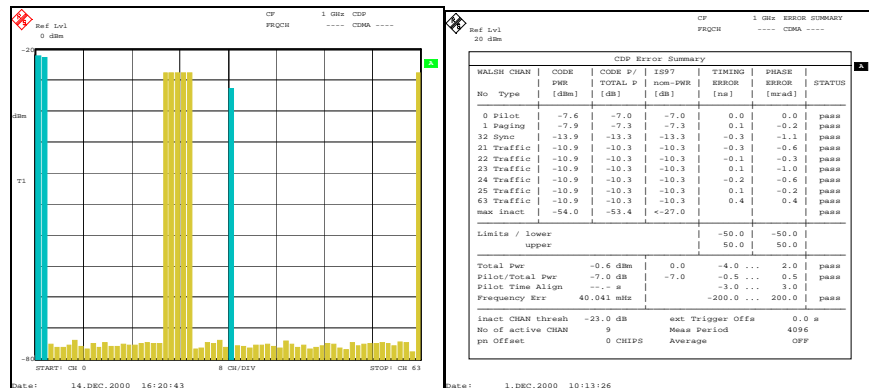 CF 1 GHz CDP
Ref Lvl FRQCH ---- CDMA ----
0 dBm
-20
A
dBm
T1
-80
START: CH 0 8 CH/DIV STOP: CH 63
Date: 14.DEC.2000 16:20:43
CF 1 GHz ERROR SUMMARY
Ref Lvl FRQCH ---- CDMA ----
20 dBm
A
CDP Error Summary
WALSH CHAN | CODE | CODE P/ | IS97 | TIMING | PHASE |
| PWR | TOTAL P | nom-PWR | ERROR | ERROR | STATUS
No Type | [dBm] | [dB] | [dB] | [ns] | [mrad] |
0 Pilot | -7.6 | -7.0 | -7.0 | 0.0 | 0.0 | pass
1 Paging | -7.9 | -7.3 | -7.3 | 0.1 | -0.2 | pass
32 Sync | -13.9 | -13.3 | -13.3 | -0.3 | -1.1 | pass
21 Traffic | -10.9 | -10.3 | -10.3 | -0.3 | -0.6 | pass
22 Traffic | -10.9 | -10.3 | -10.3 | -0.1 | -0.3 | pass
23 Traffic | -10.9 | -10.3 | -10.3 | 0.1 | -1.0 | pass
24 Traffic | -10.9 | -10.3 | -10.3 | -0.2 | -0.6 | pass
25 Traffic | -10.9 | -10.3 | -10.3 | 0.1 | -0.2 | pass
63 Traffic | -10.9 | -10.3 | -10.3 | 0.4 | 0.4 | pass
max inact | -54.0 | -53.4 | <-27.0 | | | pass
Limits / lower | -50.0 | -50.0 |
upper | 50.0 | 50.0 |
Total Pwr -0.6 dBm | 0.0 -4.0 ... 2.0 | pass
Pilot/Total Pwr -7.0 dB | -7.0 -0.5 ... 0.5 | pass
Pilot Time Align --.- s | -3.0 ... 3.0 |
Frequency Err 40.041 mHz | -200.0 ... 200.0 | pass
inact CHAN thresh -23.0 dB ext Trigger Offs 0.0 s
No of active CHAN 9 Meas Period 4096
pn Offset 0 CHIPS Average OFF
Date: 1.DEC.2000 10:13:26